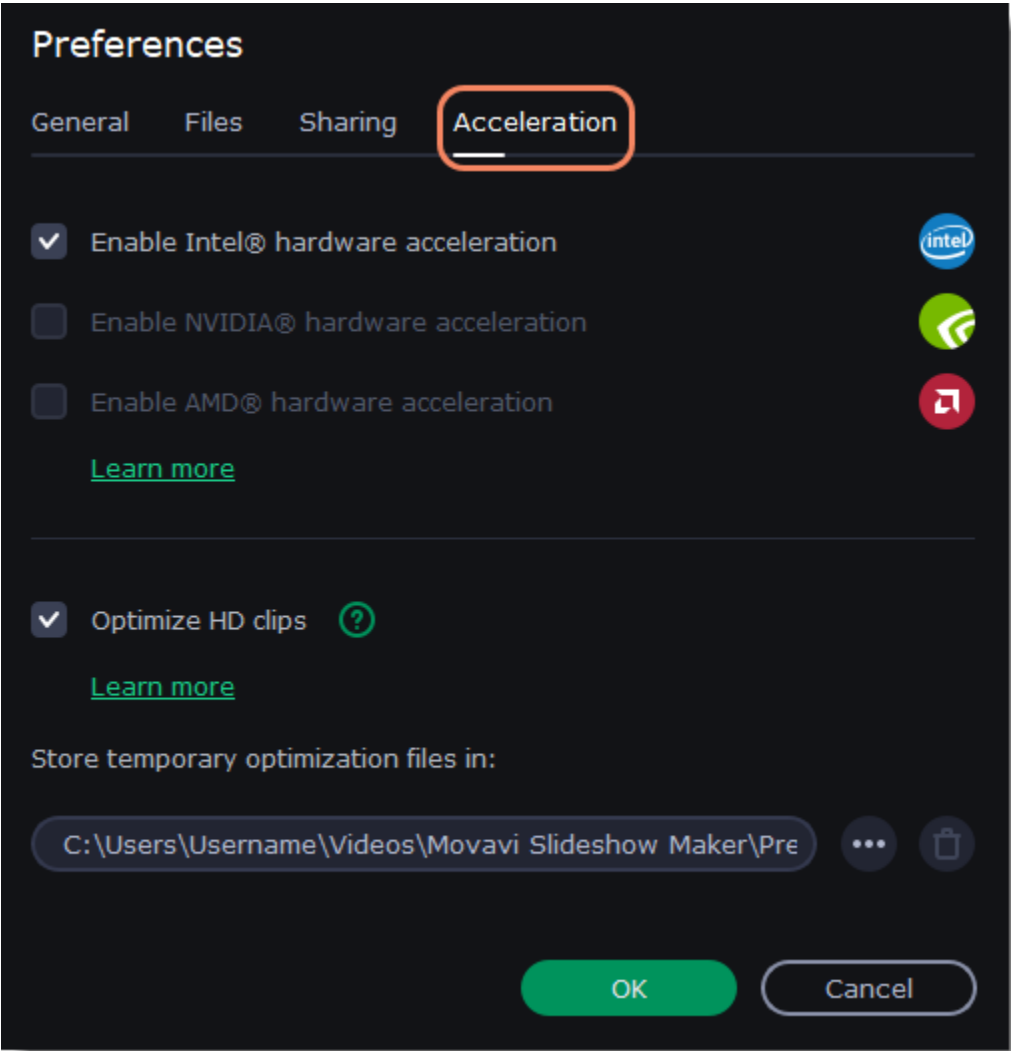 Preferences
General Files Sharing Acceleration
Enable Intel® hardware acceleration
intel
Enable NVIDIA® hardware acceleration
Enable AMD® hardware acceleration
Learn more
Optimize HD clips ?
Learn more
Store temporary optimization files in:
C:\Users\Username\Videos\Movavi Slideshow Maker\Pre
OK Cancel